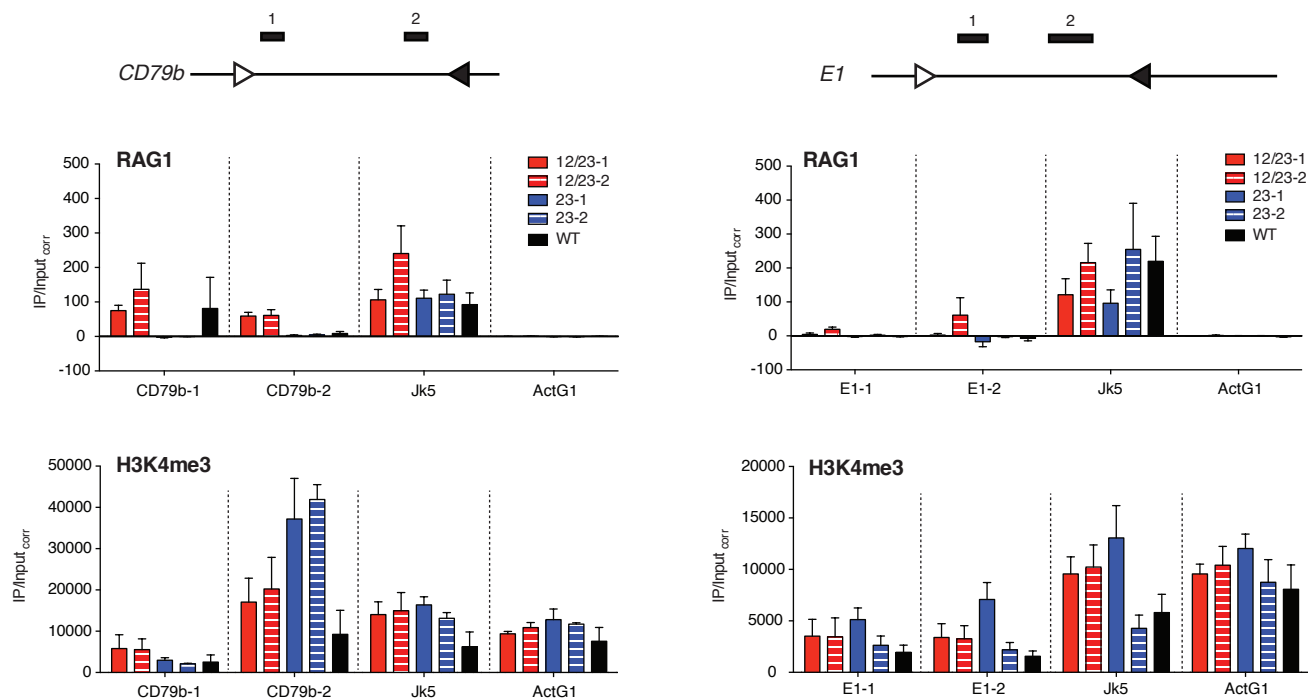 1 2
CD79b
RAG1
500
400
300
200
100
0
-100
IP/Input corr
12/23-1
12/23-2
23-1
23-2
WT
CD79b-1 CD79b-2 Jk5 ActG1
H3K4me3
50000
40000
30000
20000
10000
0
IP/Input corr
CD79b-1 CD79b-2 Jk5 ActG1
1 2
E1
RAG1
500
400
300
200
100
0
-100
IP/Input corr
12/23-1
12/23-2
23-1
23-2
WT
E1-1 E1-2 Jk5 ActG1
H3K4me3
20000
15000
10000
5000
0
IP/Input corr
E1-1 E1-2 Jk5 ActG1